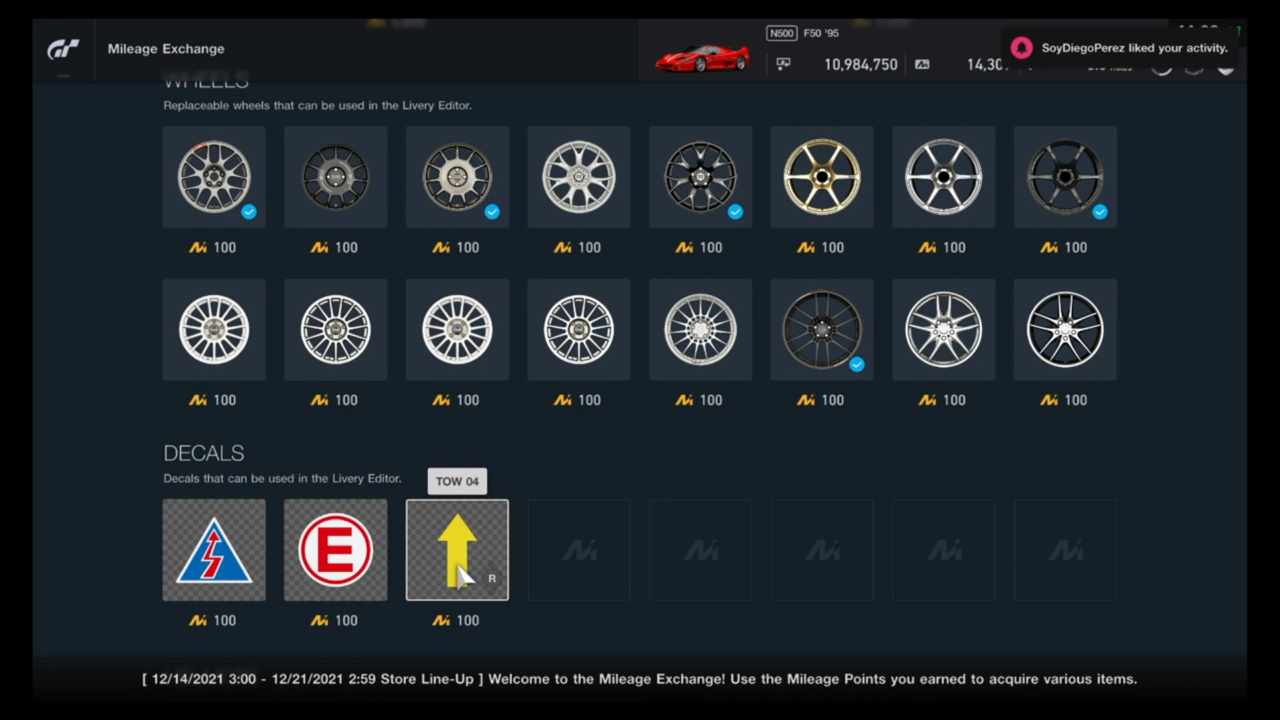 Mileage Exchange
N500 F50 '95
10,984,750
SoyDiegoPerez liked your activity.
WHEELS
Replaceable wheels that can be used in the Livery Editor.
100 100 100 100 100 100 100 100
100 100 100 100 100 100 100 100
DECALS
Decals that can be used in the Livery Editor.
TOW 04
E
R
100 100 100
[ 12/14/2021 3:00 - 12/21/2021 2:59 Store Line-Up ] Welcome to the Mileage Exchange! Use the Mileage Points you earned to acquire various items.